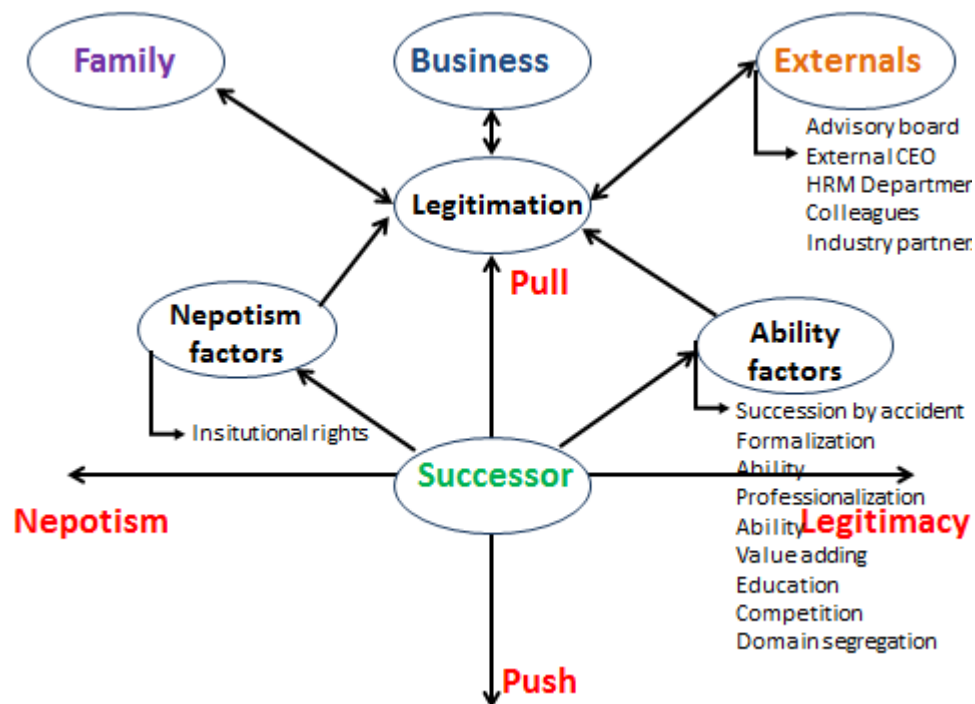 Family
Business
Externals
Advisory board
External CEO
HRM Departmer
Colleagues
Industry partner.
Legitimation
Pull
Nepotism
factors
Ability
factors
Insitutional rights
Succession by accident
Formalization
Ability
Professionalization
Ability
Value adding
Education
Competition
Domain segregation
Successor
Nepotism
Legitimacy
Push